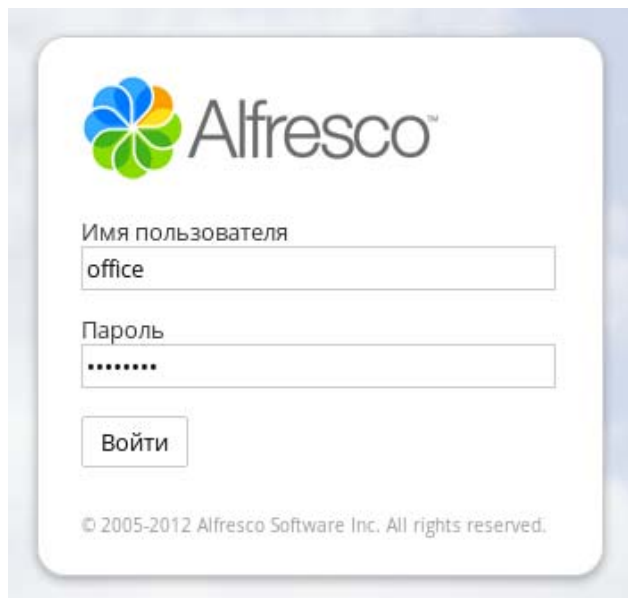 Alfresco™
Имя пользователя
office
Пароль
••••••••
Войти
© 2005-2012 Alfresco Software Inc. All rights reserved.